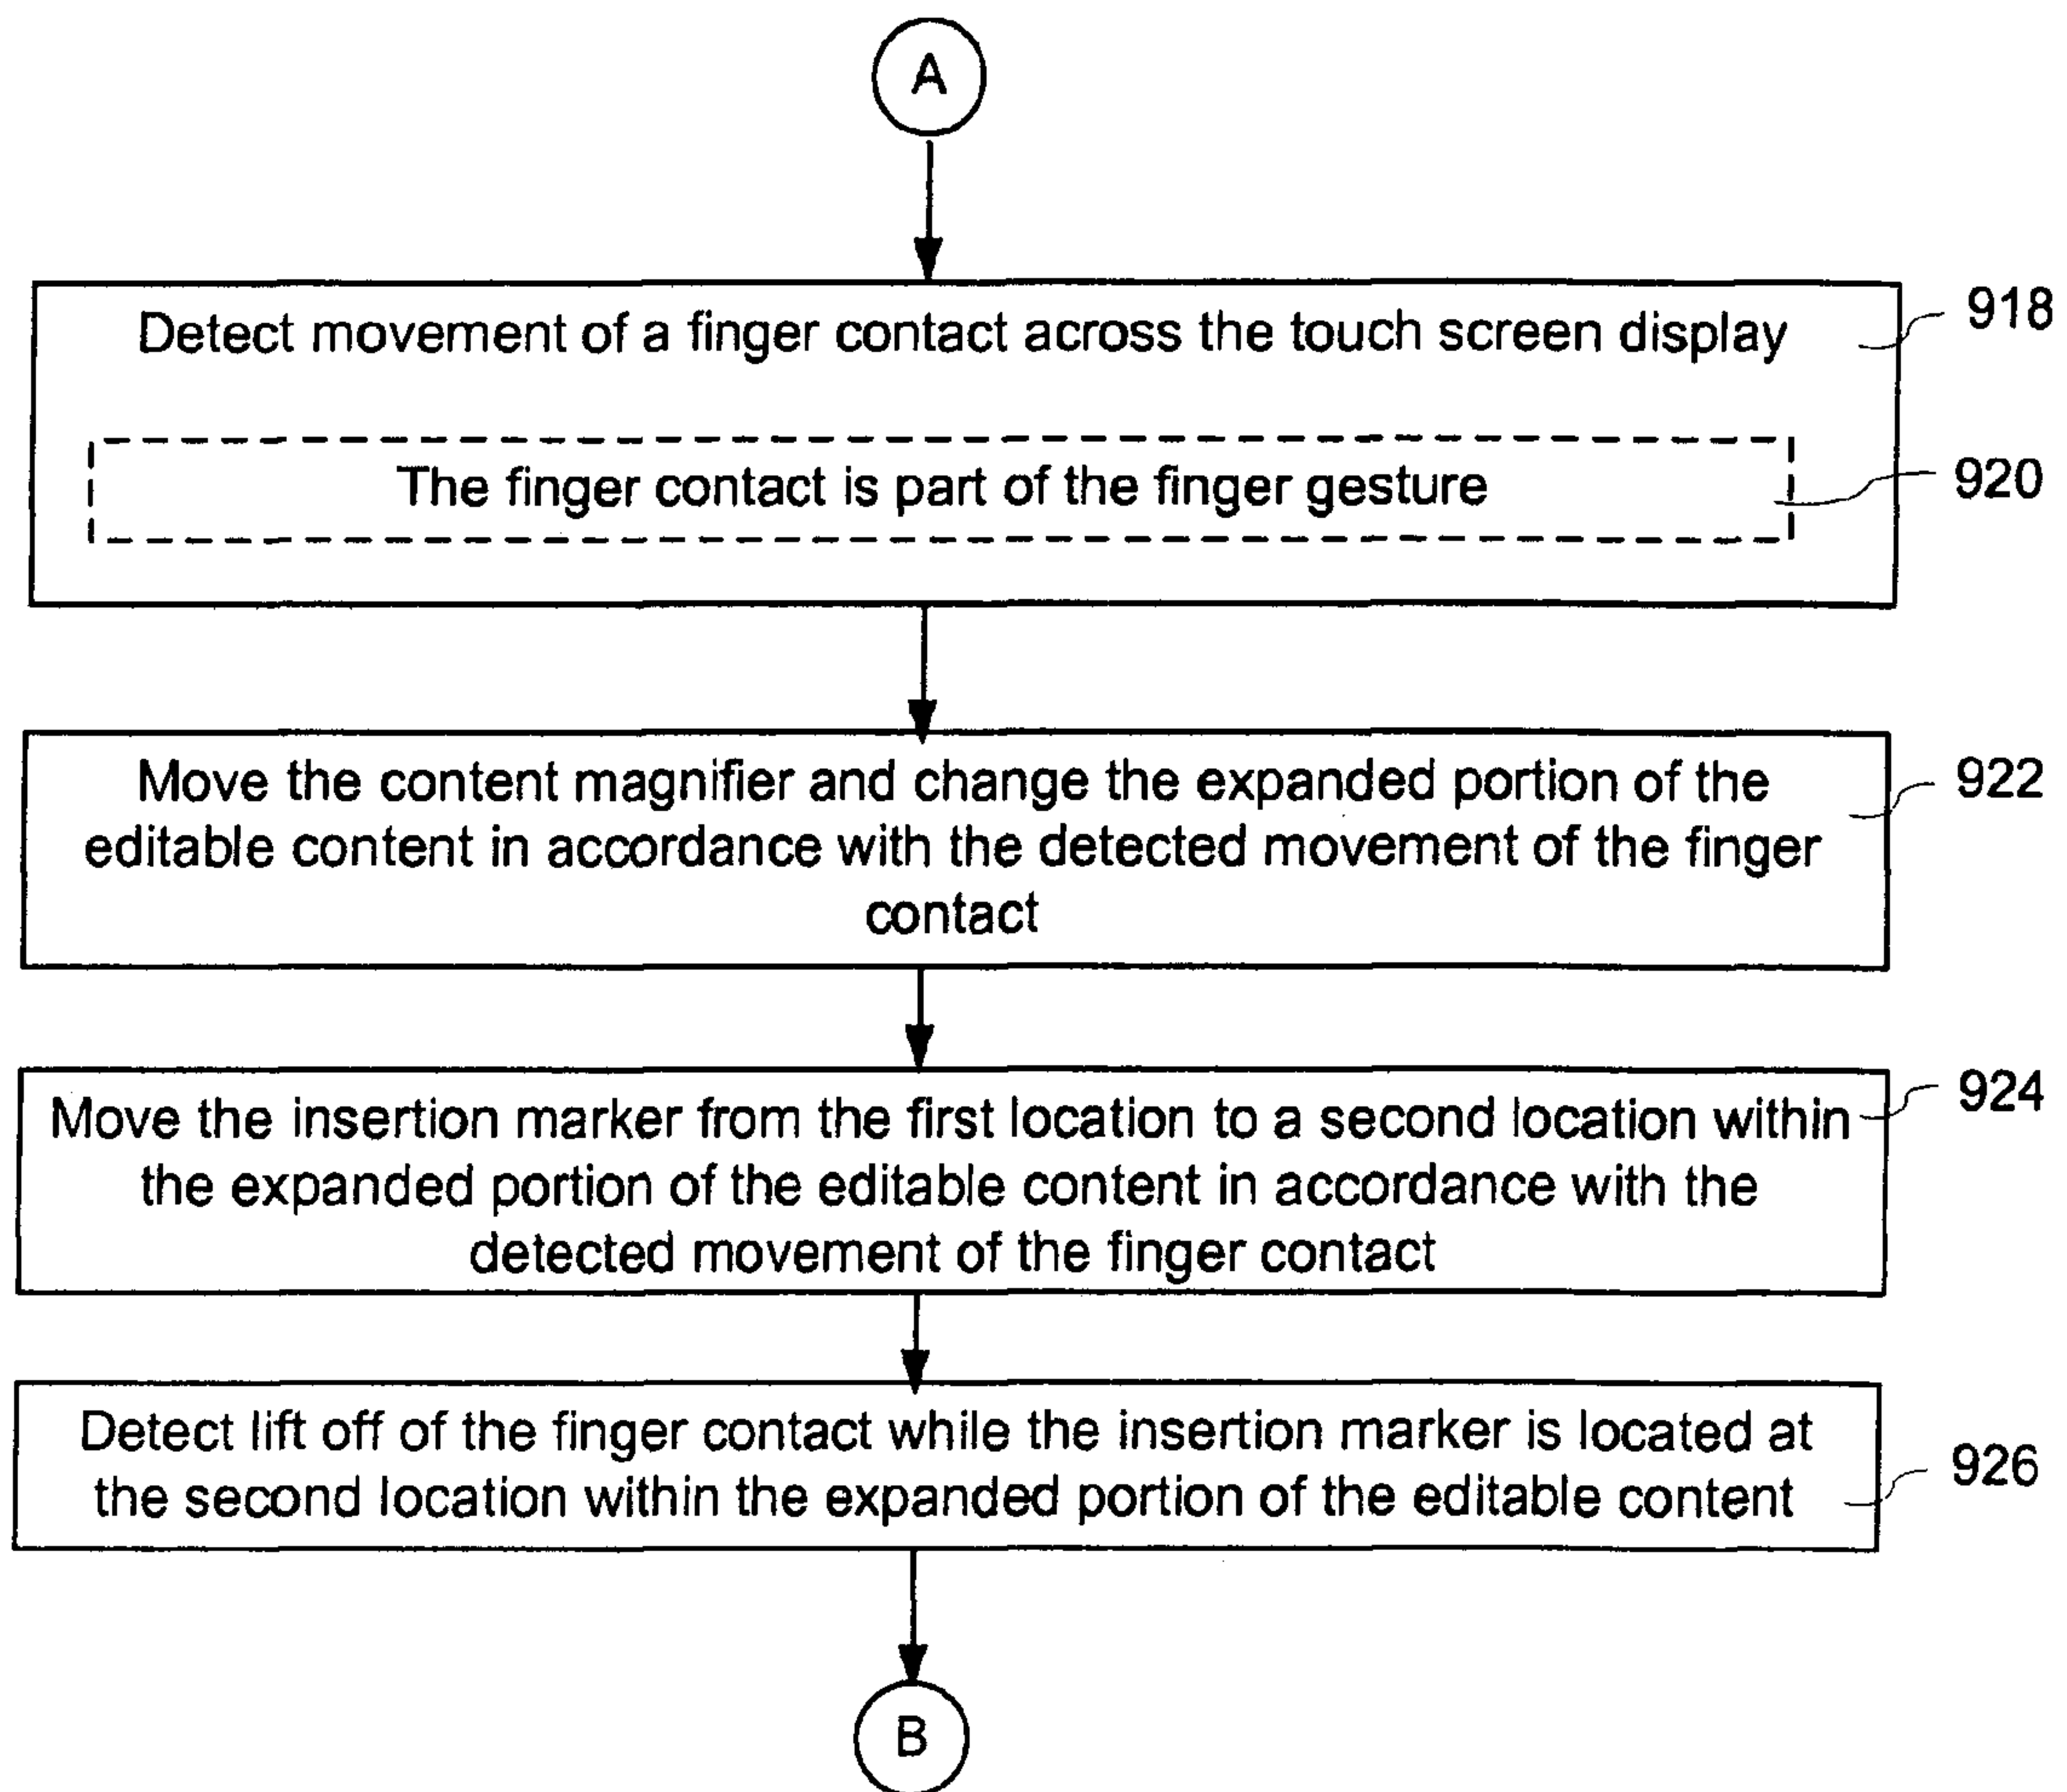 A
Detect movement of a finger contact across the touch screen display
918
The finger contact is part of the finger gesture
920
Move the content magnifier and change the expanded portion of the
editable content in accordance with the detected movement of the finger
contact
922
Move the insertion marker from the first location to a second location within
the expanded portion of the editable content in accordance with the
detected movement of the finger contact
924
Detect lift off of the finger contact while the insertion marker is located at
the second location within the expanded portion of the editable content
926
B